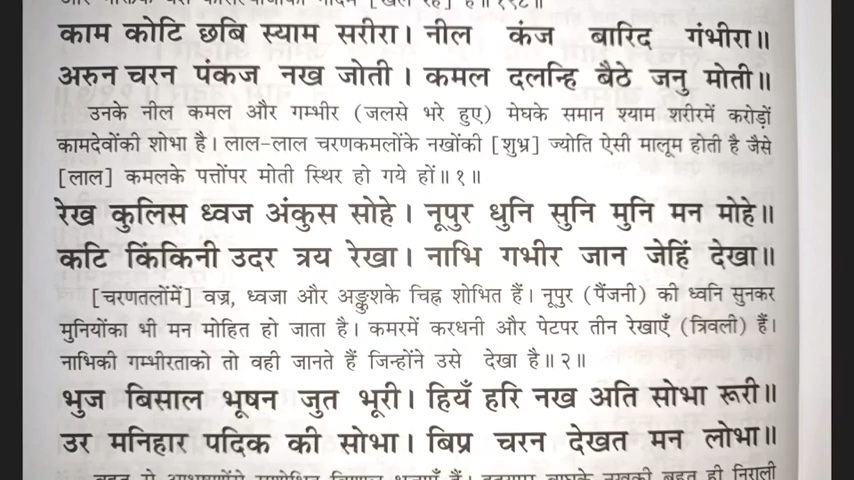 काम कोटि छबि स्याम सरीरा। नील कंज बारिद गंभीरा॥
अरुन चरन पंकज नख जोती। कमल दलन्हि बैठे जनु मोती॥
उनके नील कमल और गम्भीर (जलसे भरे हुए) मेघके समान श्याम शरीरमें करोड़ों
कामदेवोंकी शोभा है। लाल-लाल चरणकमलोंके नखोंकी [शुभ्र] ज्योति ऐसी मालूम होती है जैसे
[लाल] कमलके पत्तोंपर मोती स्थिर हो गये हों॥१॥
रेख कुलिस ध्वज अंकुस सोहे। नूपुर धुनि सुनि मुनि मन मोहे॥
कटि किंकिनी उदर त्रय रेखा। नाभि गभीर जान जेहिं देखा॥
[चरणतलोंमें] वज्र, ध्वजा और अङ्कुशके चिह्न शोभित हैं। नूपुर (पैंजनी) की ध्वनि सुनकर
मुनियोंका भी मन मोहित हो जाता है। कमरमें करधनी और पेटपर तीन रेखाएँ (त्रिवली) हैं।
नाभिकी गम्भीरताको तो वही जानते हैं जिन्होंने उसे देखा है॥२॥
भुज बिसाल भूषन जुत भूरी। हियँ हरि नख अति सोभा रूरी॥
उर मनिहार पदिक की सोभा। बिप्र चरन देखत मन लोभा॥